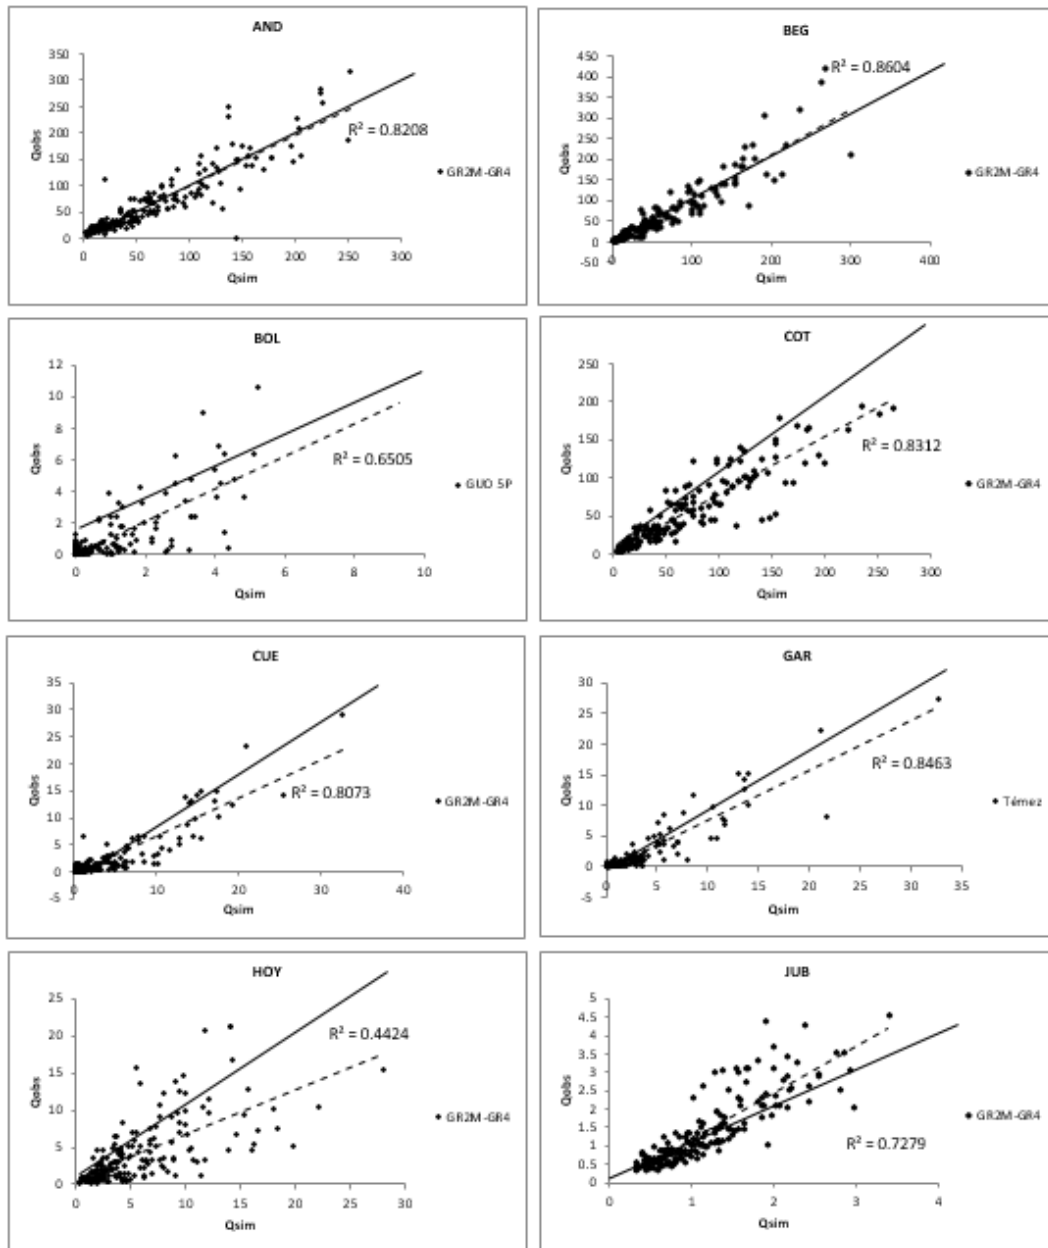 AND
350
300
250
200
150
100
50
0
Qobs
0 50 100 150 200 250 300
Qsim
R² = 0.8208
GR2M-GR4
BEG
450
400
350
300
250
200
150
100
50
0
-50
Qobs
0 100 200 300 400
Qsim
R² = 0.8604
GR2M-GR4
BOL
12
10
8
6
4
2
0
Qobs
0 2 4 6 8 10
Qsim
R² = 0.6505
GUO 5P
COT
250
200
150
100
50
0
Qobs
0 50 100 150 200 250 300
Qsim
R² = 0.8312
GR2M-GR4
CUE
35
30
25
20
15
10
5
0
-5
Qobs
0 10 20 30 40
Qsim
R² = 0.8073
GR2M-GR4
GAR
30
25
20
15
10
5
0
-5
Qobs
0 5 10 15 20 25 30 35
Qsim
R² = 0.8463
Témez
HOY
25
20
15
10
5
0
Qobs
0 5 10 15 20 25 30
Qsim
R² = 0.4424
GR2M-GR4
JUB
5
4.5
4
3.5
3
2.5
2
1.5
1
0.5
0
Qobs
0 1 2 3 4
Qsim
R² = 0.7279
GR2M-GR4